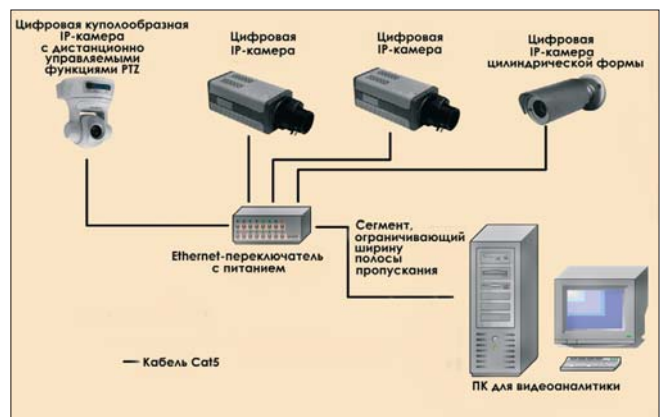 Цифровая куполообразная
IP-камера
с дистанционно
управляемыми
функциями PTZ
Цифровая
IP-камера
Цифровая
IP-камера
Цифровая
IP-камера
цилиндрической формы
Ethernet-переключатель
с питанием
Сегмент,
ограничивающий
ширину
полосы
пропускания
Кабель Cat5
ПК для видеоаналитики